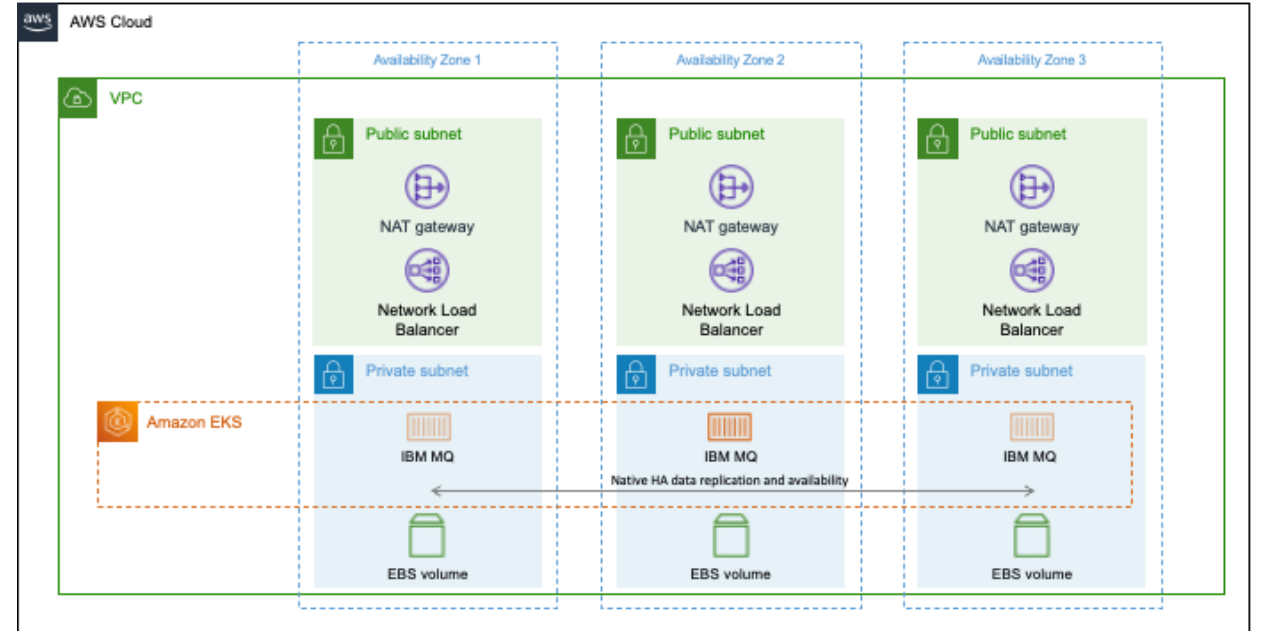 aws
AWS Cloud
Availability Zone 1
Availability Zone 2
Availability Zone 3
VPC
Public subnet
Public subnet
Public subnet
NAT gateway
NAT gateway
NAT gateway
Network Load
Balancer
Network Load
Balancer
Network Load
Balancer
Private subnet
Private subnet
Private subnet
Amazon EKS
IBM MQ
IBM MQ
IBM MQ
Native HA data replication and availability
EBS volume
EBS volume
EBS volume